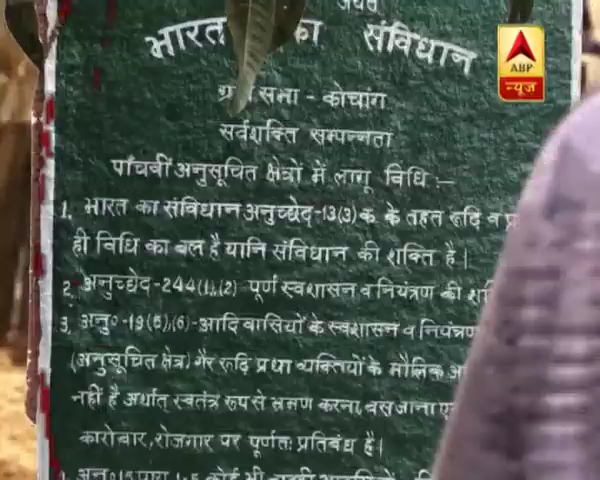 भारत का संविधान
ABP
न्यूज़
सभा - कोचांग
सर्वशक्ति सम्पन्नता
पाँचवीं अनुसूचित क्षेत्रों में लागू विधि :-
1. भारत का संविधान अनुच्छेद-13(3) क के तहत रूढि व
ही विधि का बल है यानि संविधान की शक्ति है।
2. अनुच्छेद-244(1),(2) पूर्ण स्वशासन व नियंत्रण की
3. अनु०-19(5),(6)-आदिवासियों के स्वशासन व नियंत्रण
(अनुसूचित क्षेत्र) गैर रूढि प्रथा व्यक्तियों के मौलिक
नहीं है अर्थात् स्वतंत्र रूप से भ्रमण करना, बस जाना
कारोबार, रोजगार पर पूर्णतः प्रतिबंध है।